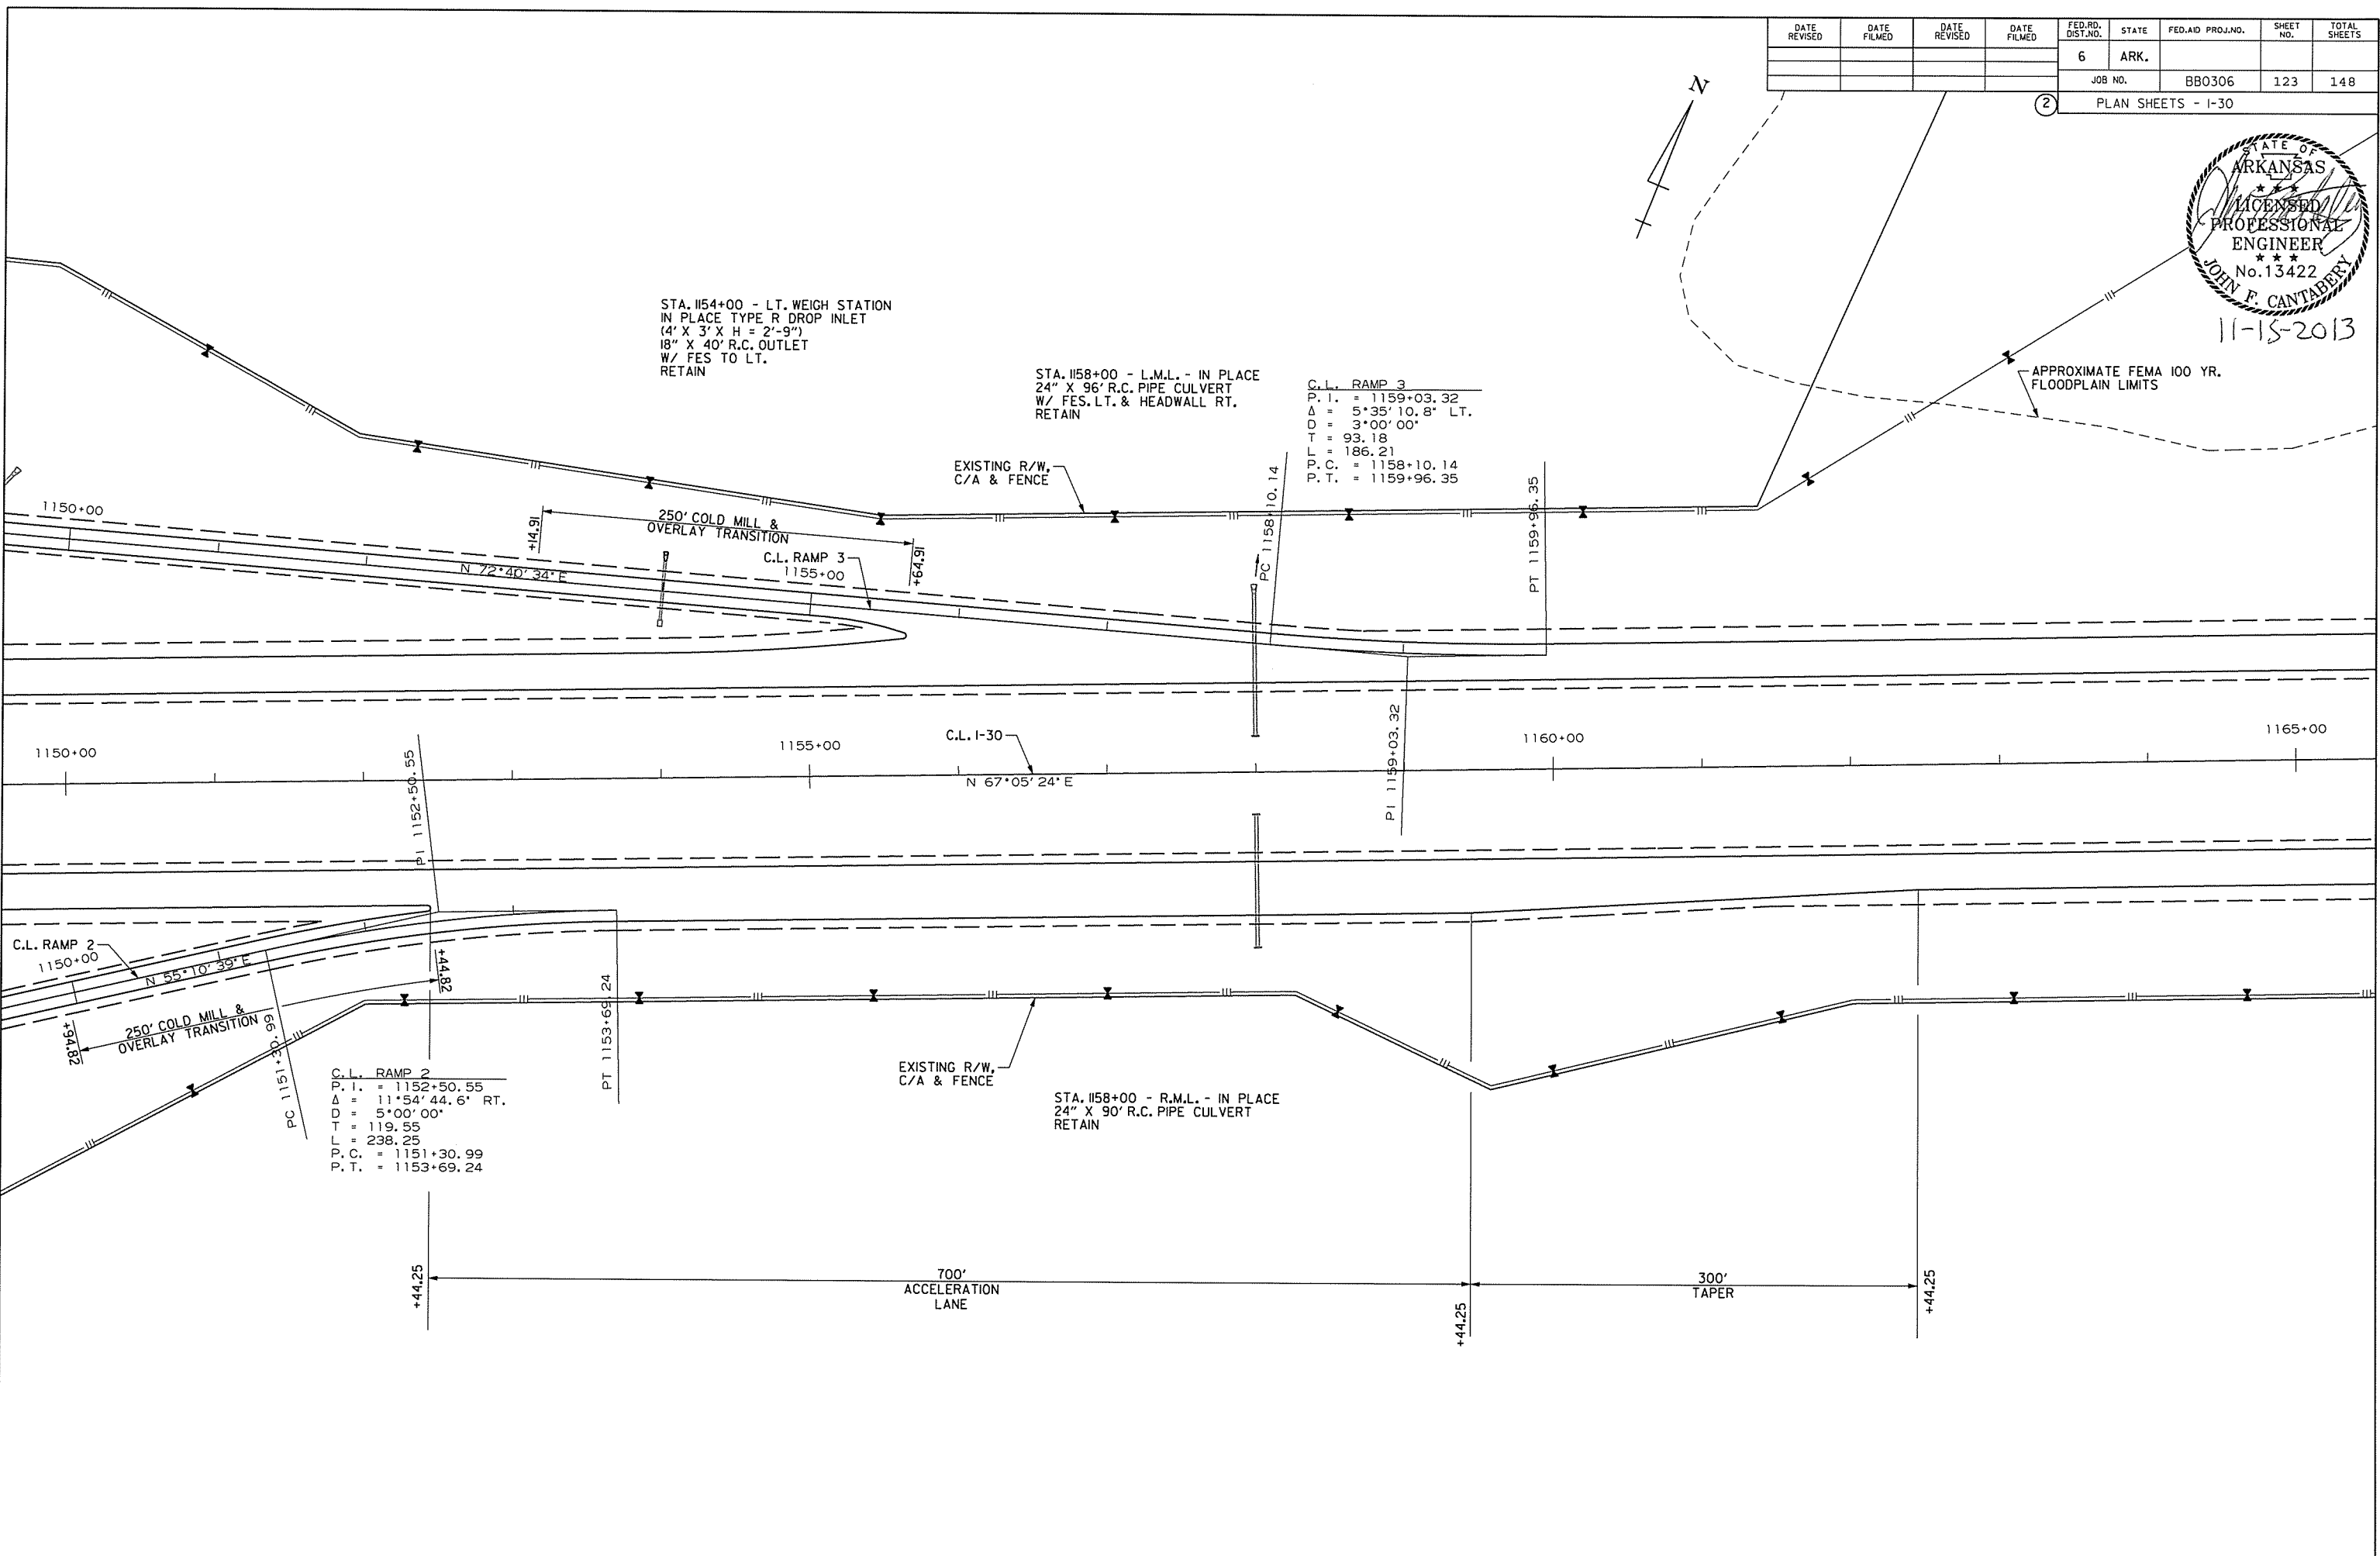 DATE REVISED
DATE FILMED
DATE REVISED
DATE FILMED
FED.RD. DIST.NO.
STATE
FED.AID PROJ.NO.
SHEET NO.
TOTAL SHEETS
6
ARK.
JOB NO.
BB0306
123
148
2
PLAN SHEETS - I-30
N
STATE OF
ARKANSAS
★ ★ ★
LICENSED
PROFESSIONAL
ENGINEER
★ ★ ★
No.13422
JOHN F. CANTABERY
11-15-2013
APPROXIMATE FEMA 100 YR.
FLOODPLAIN LIMITS
STA. 1154+00 - LT. WEIGH STATION
IN PLACE TYPE R DROP INLET
(4' X 3' X H = 2'-9")
18" X 40' R.C. OUTLET
W/ FES TO LT.
RETAIN
STA. 1158+00 - L.M.L. - IN PLACE
24" X 96' R.C. PIPE CULVERT
W/ FES. LT. & HEADWALL RT.
RETAIN
C.L. RAMP 3
P.I. = 1159+03.32
Δ = 5°35'10.8" LT.
D = 3°00'00"
T = 93.18
L = 186.21
P.C. = 1158+10.14
P.T. = 1159+96.35
EXISTING R/W,
C/A & FENCE
PC 1158+10.14
PT 1159+96.35
1150+00
+14.91
250' COLD MILL &
OVERLAY TRANSITION
+64.91
C.L. RAMP 3
1155+00
N 72°40'34" E
1150+00
PI 1152+50.55
1155+00
C.L. I-30
N 67°05'24" E
PI 1159+03.32
1160+00
1165+00
C.L. RAMP 2
1150+00
N 55°10'39" E
+44.82
250' COLD MILL &
OVERLAY TRANSITION
+94.82
PC 1151+30.99
PT 1153+69.24
C.L. RAMP 2
P.I. = 1152+50.55
Δ = 11°54'44.6" RT.
D = 5°00'00"
T = 119.55
L = 238.25
P.C. = 1151+30.99
P.T. = 1153+69.24
EXISTING R/W,
C/A & FENCE
STA. 1158+00 - R.M.L. - IN PLACE
24" X 90' R.C. PIPE CULVERT
RETAIN
+44.25
700'
ACCELERATION
LANE
+44.25
300'
TAPER
+44.25